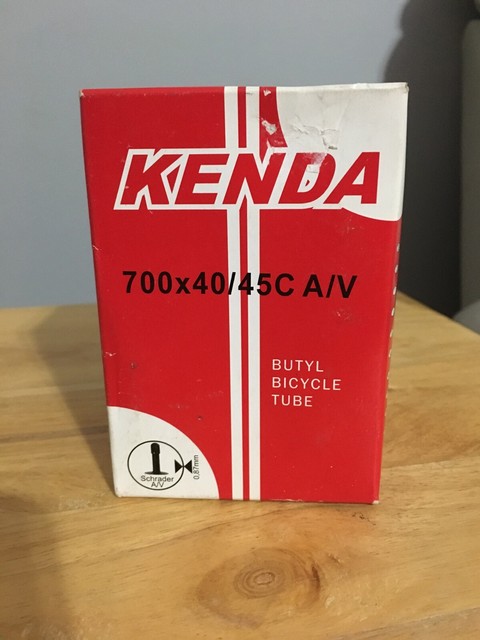 KENDA
700x40/45C A/V
BUTYL
BICYCLE
TUBE
Schrader
A/V
0,87mm